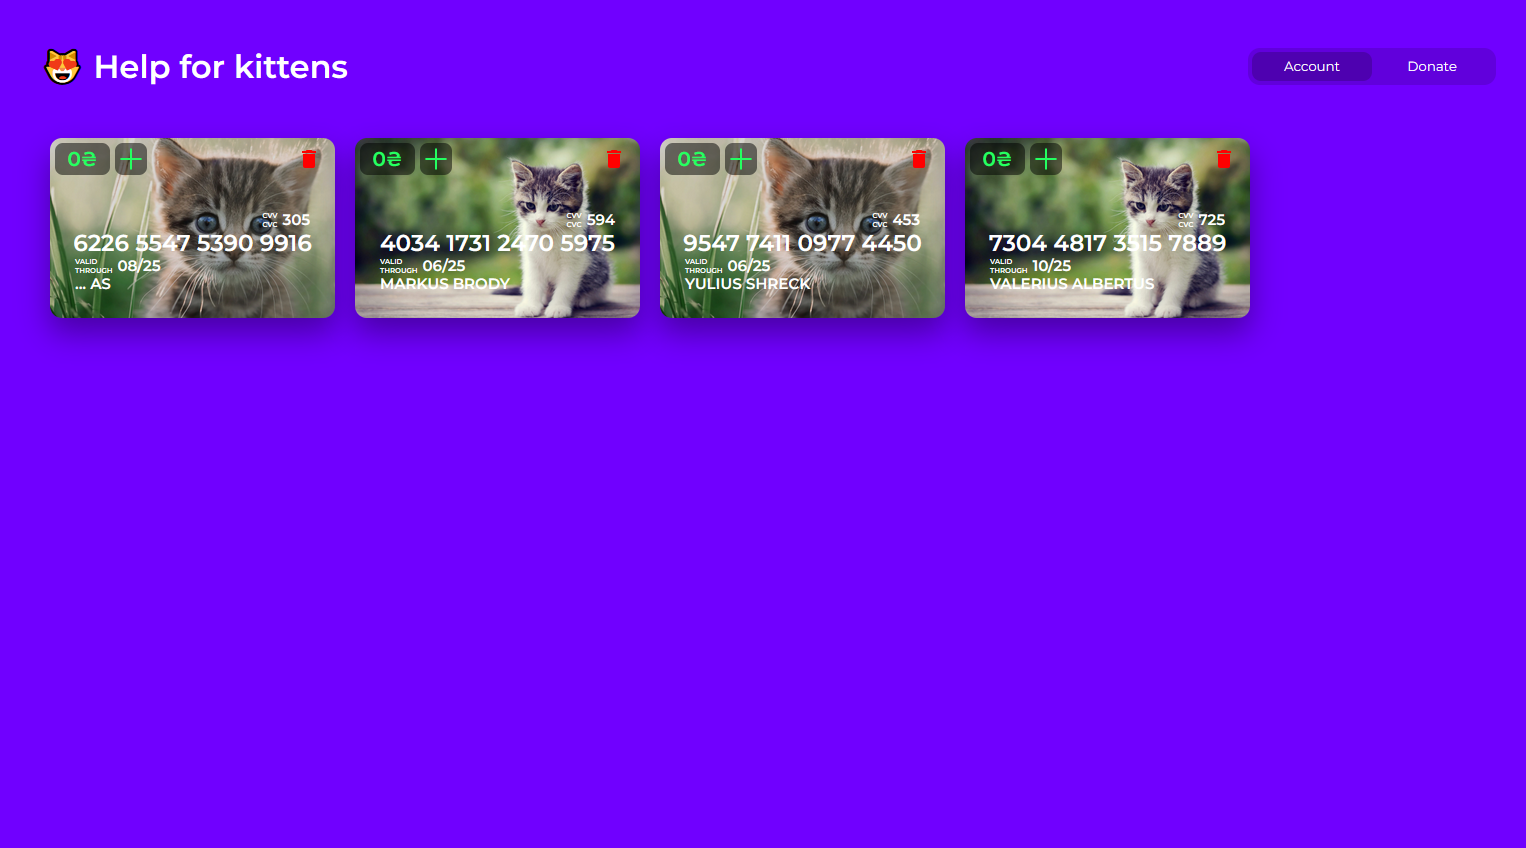 Help for kittens
Account
Donate
0₴
CVV
CVC
305
6226 5547 5390 9916
VALID
THROUGH
08/25
... AS
0₴
CVV
CVC
594
4034 1731 2470 5975
VALID
THROUGH
06/25
MARKUS BRODY
0₴
CVV
CVC
453
9547 7411 0977 4450
VALID
THROUGH
06/25
YULIUS SHRECK
0₴
CVV
CVC
725
7304 4817 3515 7889
VALID
THROUGH
10/25
VALERIUS ALBERTUS